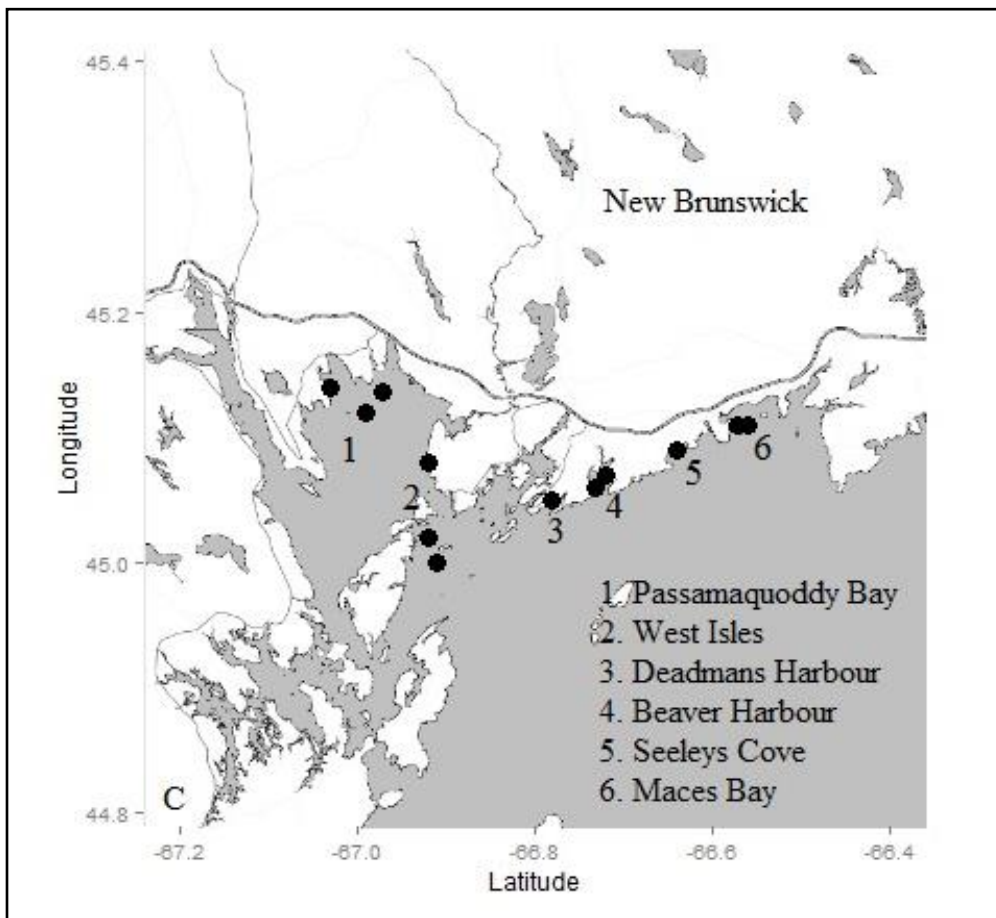 45.4
New Brunswick
45.2
Longitude
1
2
3
4
5
6
45.0
1. Passamaquoddy Bay
2. West Isles
3. Deadmans Harbour
4. Beaver Harbour
5. Seeleys Cove
6. Maces Bay
C
44.8
-67.2 -67.0 -66.8 -66.6 -66.4
Latitude